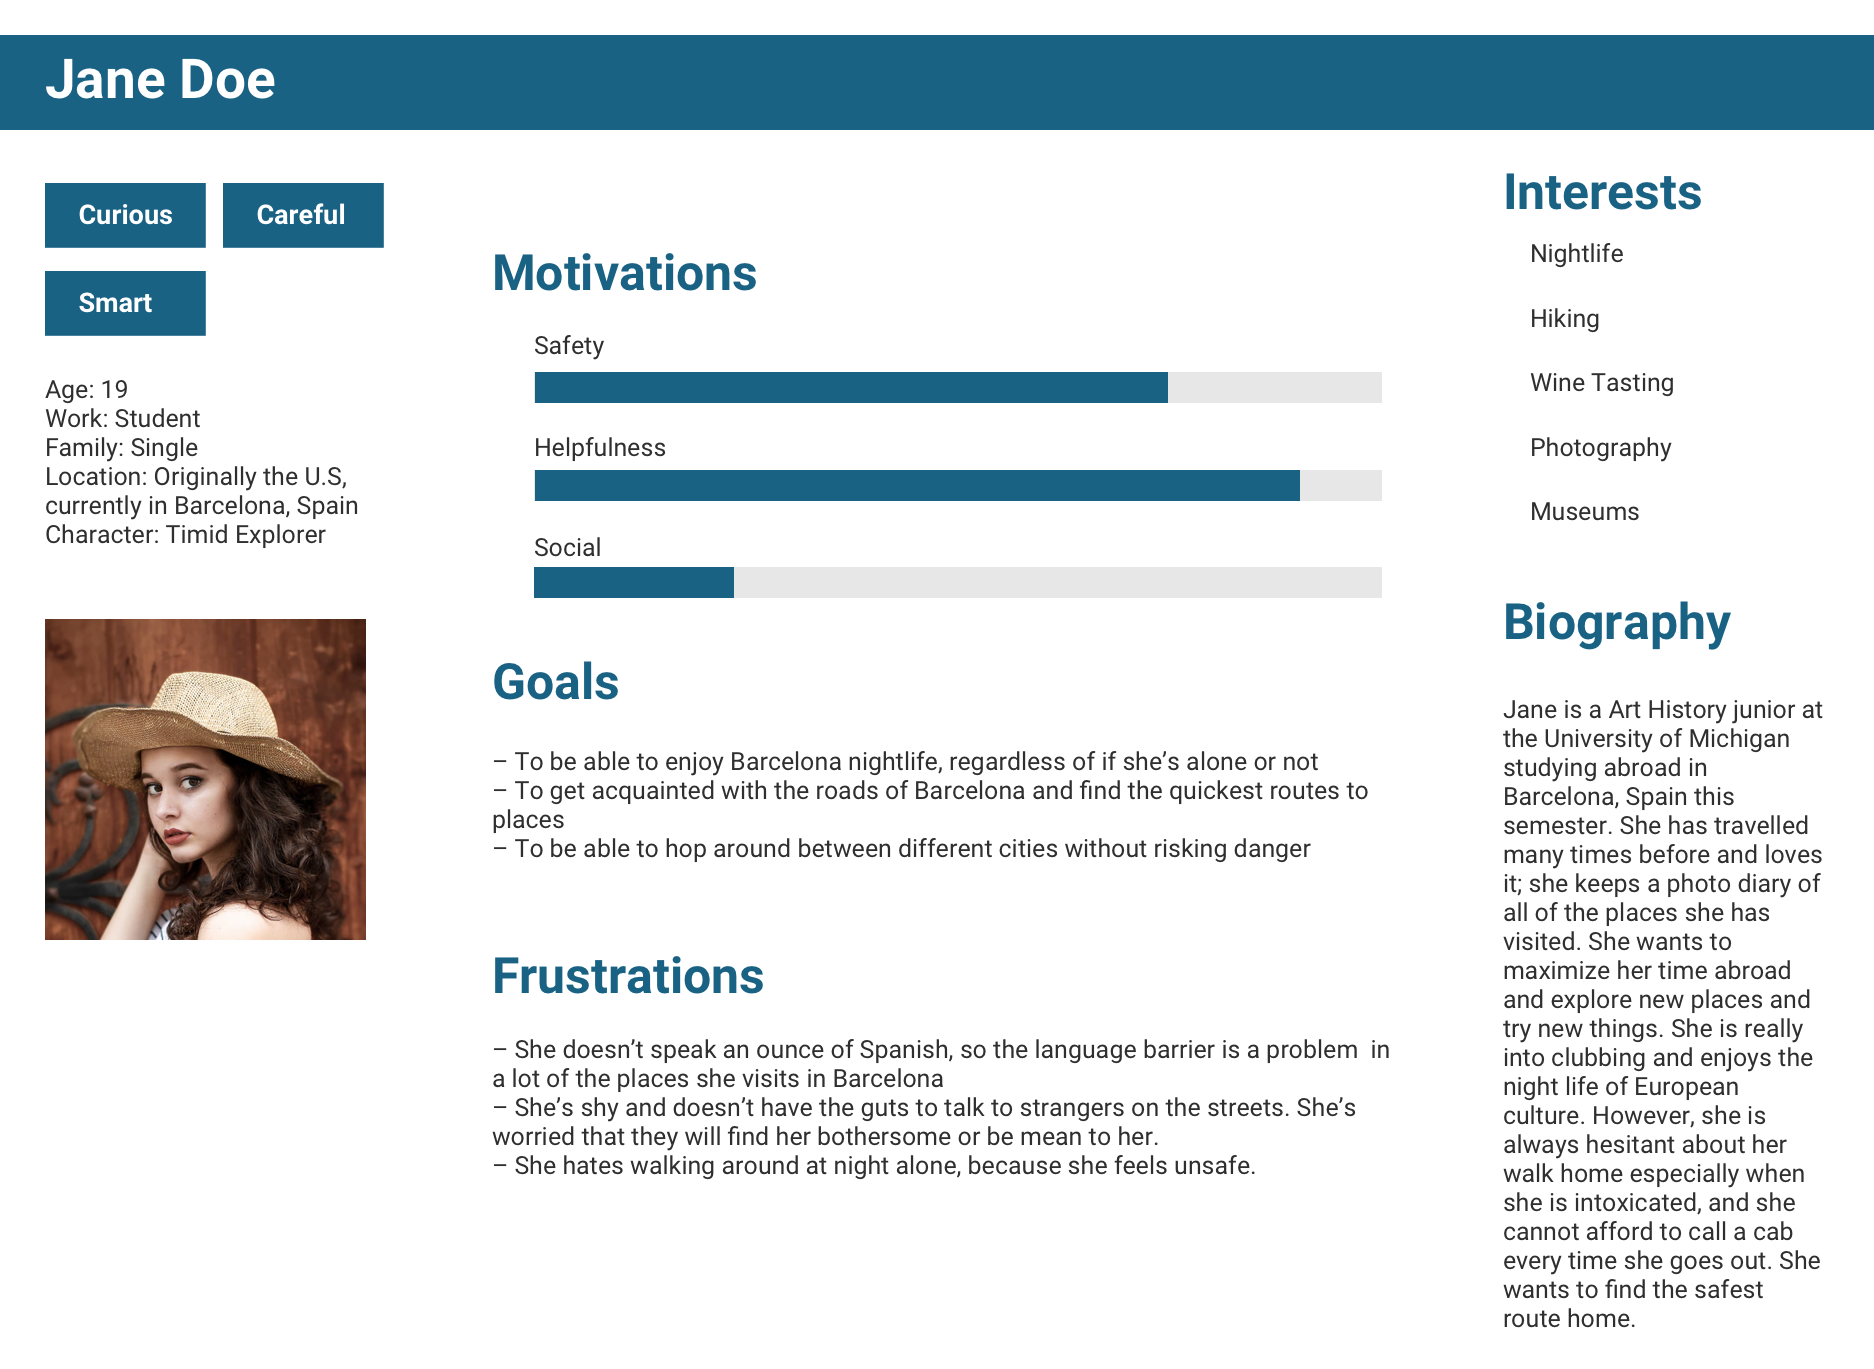 Jane Doe
Curious
Careful
Smart
Age: 19
Work: Student
Family: Single
Location: Originally the U.S,
currently in Barcelona, Spain
Character: Timid Explorer
Motivations
Safety
Helpfulness
Social
Goals
– To be able to enjoy Barcelona nightlife, regardless of if she’s alone or not
– To get acquainted with the roads of Barcelona and find the quickest routes to
places
– To be able to hop around between different cities without risking danger
Frustrations
– She doesn’t speak an ounce of Spanish, so the language barrier is a problem  in
a lot of the places she visits in Barcelona
– She’s shy and doesn’t have the guts to talk to strangers on the streets. She’s
worried that they will find her bothersome or be mean to her.
– She hates walking around at night alone, because she feels unsafe.
Interests
Nightlife
Hiking
Wine Tasting
Photography
Museums
Biography
Jane is a Art History junior at
the University of Michigan
studying abroad in
Barcelona, Spain this
semester. She has travelled
many times before and loves
it; she keeps a photo diary of
all of the places she has
visited. She wants to
maximize her time abroad
and explore new places and
try new things. She is really
into clubbing and enjoys the
night life of European
culture. However, she is
always hesitant about her
walk home especially when
she is intoxicated, and she
cannot afford to call a cab
every time she goes out. She
wants to find the safest
route home.